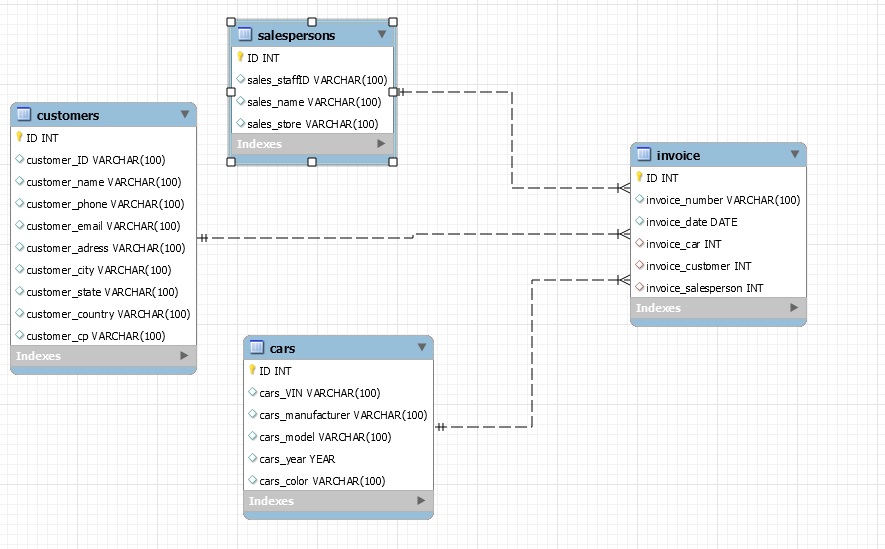 salespersons
ID INT
sales_staffID VARCHAR(100)
sales_name VARCHAR(100)
sales_store VARCHAR(100)
Indexes
customers
ID INT
customer_ID VARCHAR(100)
customer_name VARCHAR(100)
customer_phone VARCHAR(100)
customer_email VARCHAR(100)
customer_adress VARCHAR(100)
customer_city VARCHAR(100)
customer_state VARCHAR(100)
customer_country VARCHAR(100)
customer_cp VARCHAR(100)
Indexes
invoice
ID INT
invoice_number VARCHAR(100)
invoice_date DATE
invoice_car INT
invoice_customer INT
invoice_salesperson INT
Indexes
cars
ID INT
cars_VIN VARCHAR(100)
cars_manufacturer VARCHAR(100)
cars_model VARCHAR(100)
cars_year YEAR
cars_color VARCHAR(100)
Indexes